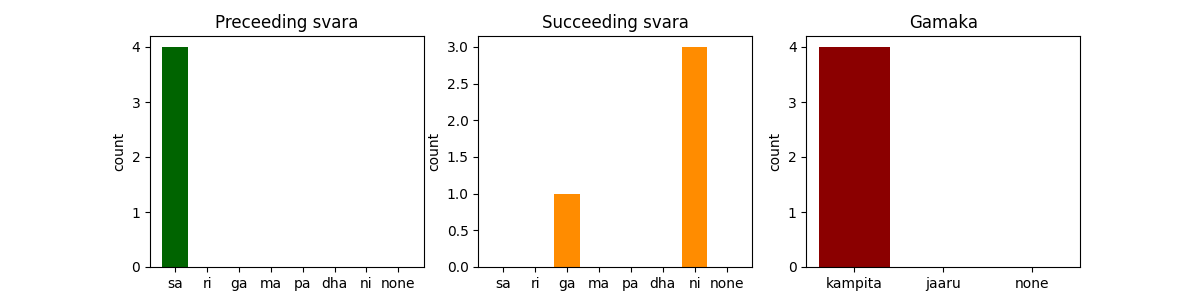 Preceeding svara
count
4
3
2
1
0
sa ri ga ma pa dha ni none
Succeeding svara
count
3.0
2.5
2.0
1.5
1.0
0.5
0.0
sa ri ga ma pa dha ni none
Gamaka
count
4
3
2
1
0
kampita jaaru none